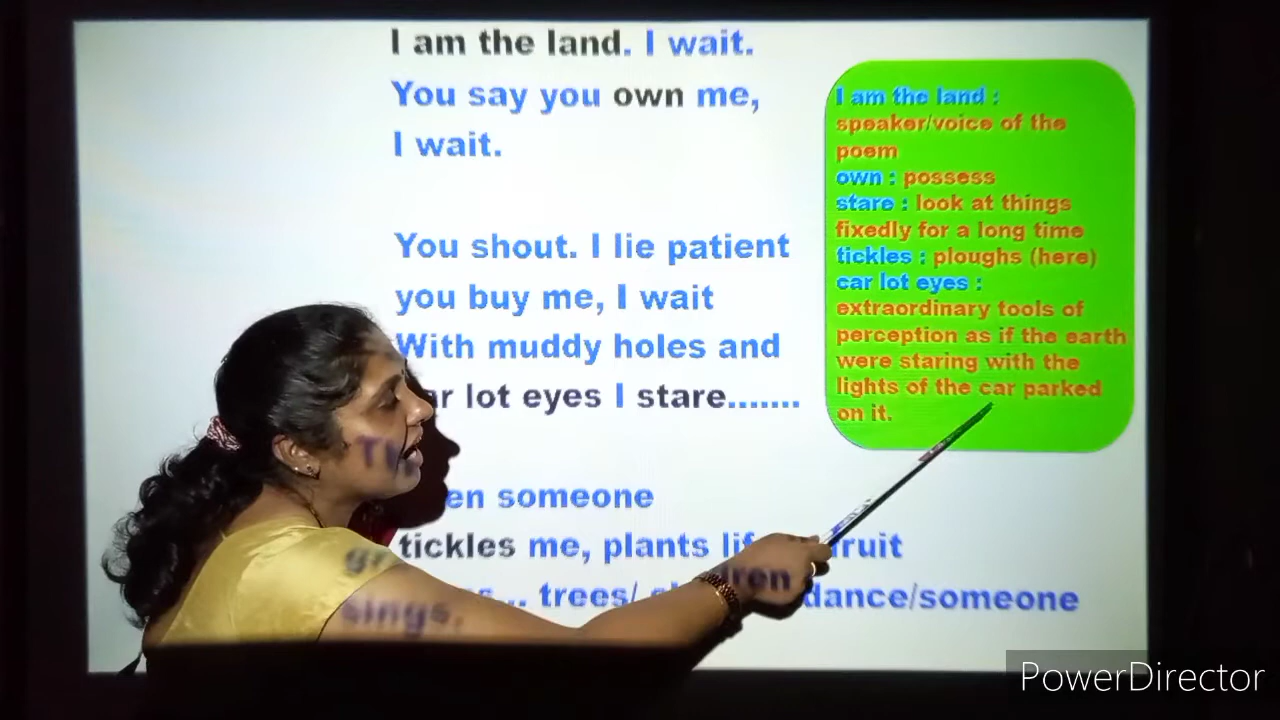 I am the land. I wait.
You say you own me,
I wait.
You shout. I lie patient
you buy me, I wait
With muddy holes and
lot eyes I stare.......
someone
tickles me, plants fruit
trees/ dance/someone
sings.
I am the land :
speaker/voice of the
poem
own : possess
stare : look at things
fixedly for a long time
tickles : ploughs (here)
car lot eyes :
extraordinary tools of
perception as if the earth
were staring with the
lights of the car parked
on it.
PowerDirector